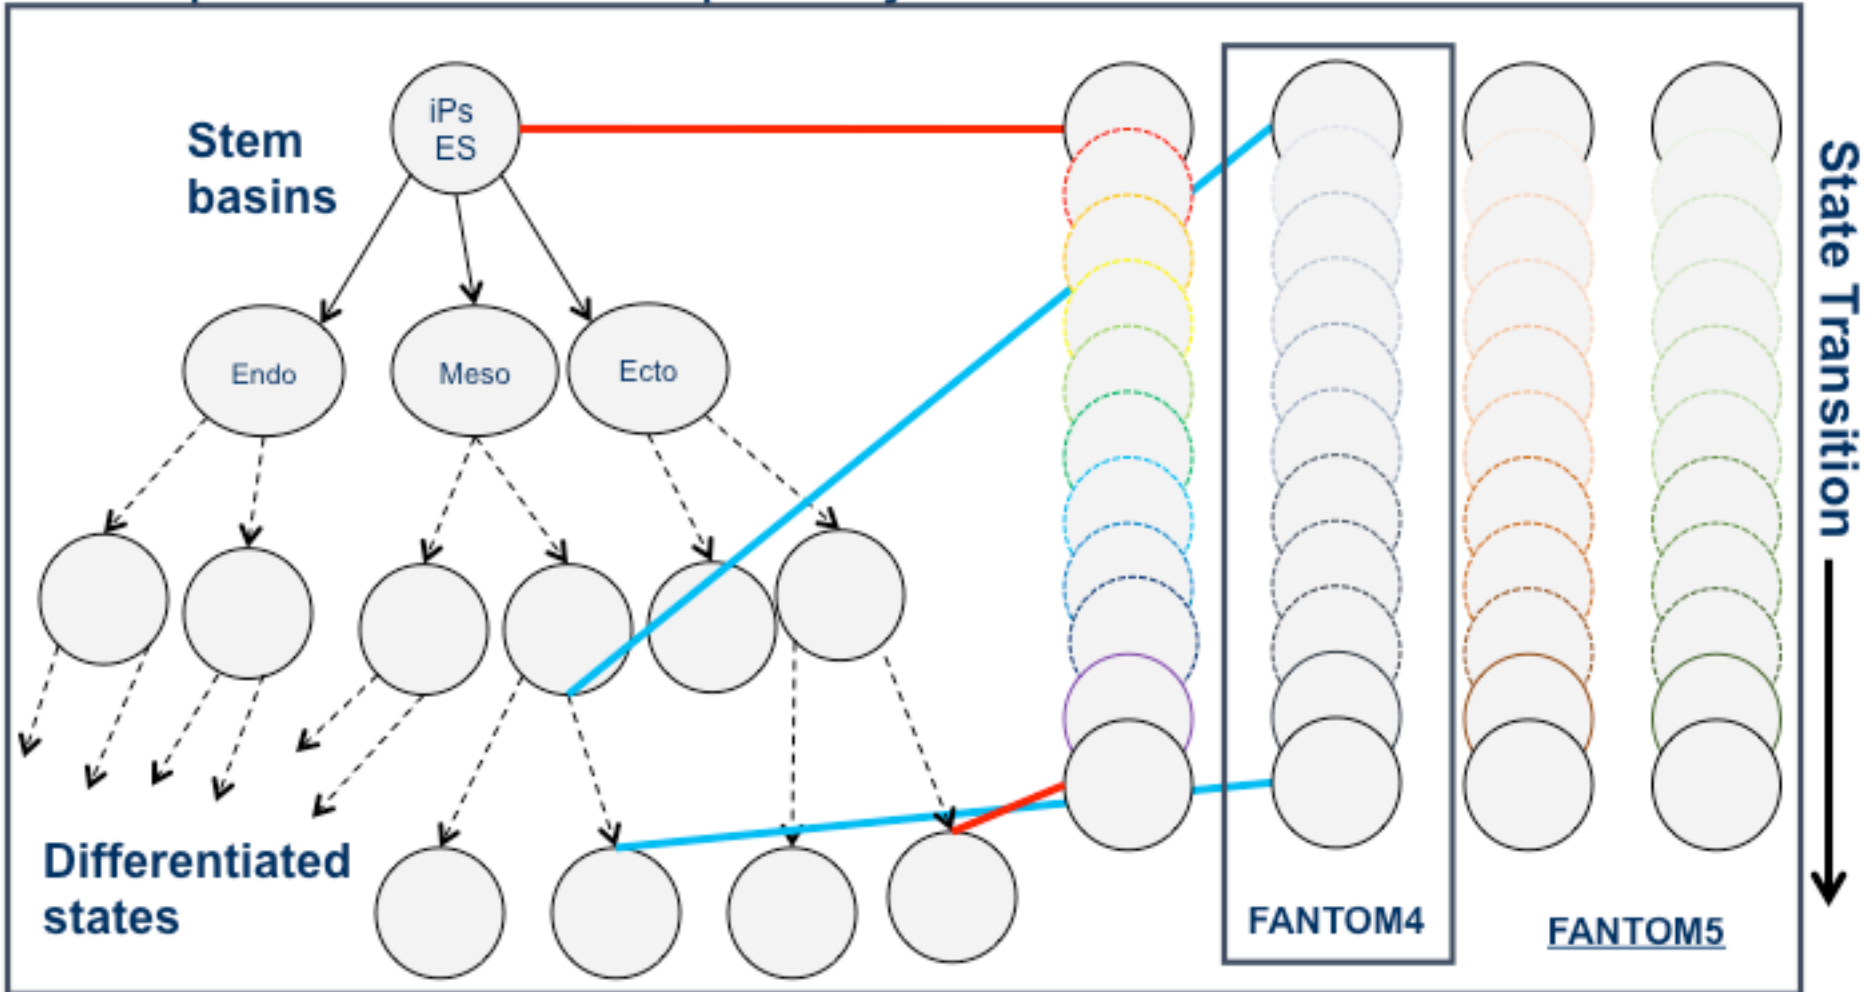 iPs
ES
Stem
basins
Endo
Meso
Ecto
State Transition
Differentiated
states
FANTOM4
FANTOM5